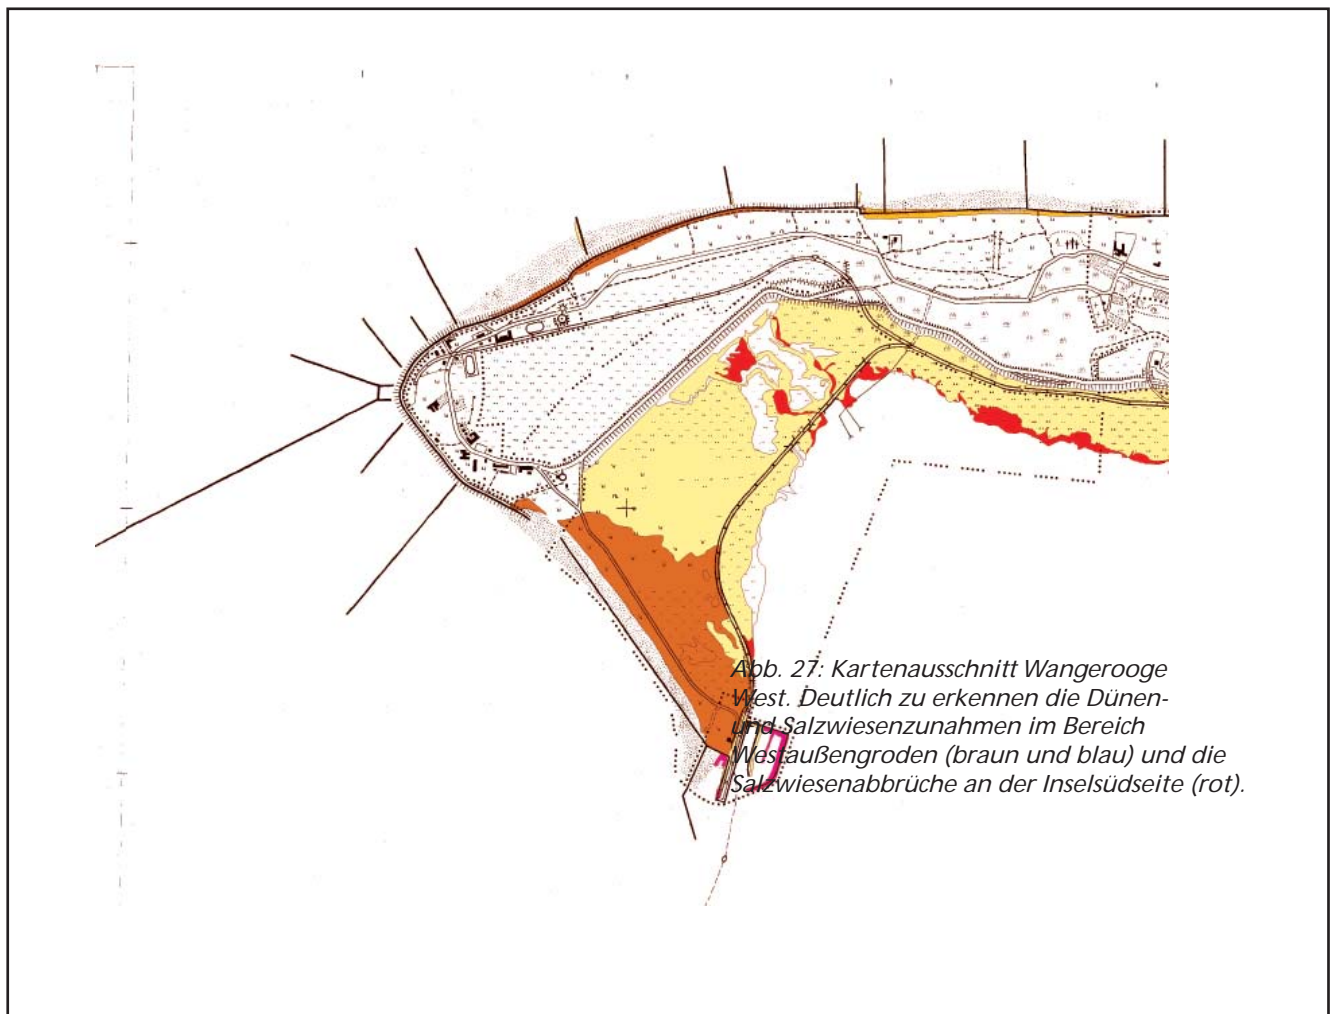 Abb. 27: Kartenausschnitt Wangerooge
West. Deutlich zu erkennen die Dünen-
und Salzwiesenzunahmen im Bereich
Westaußengroden (braun und blau) und die
Salzwiesenabbrüche an der Inselsüdseite (rot).